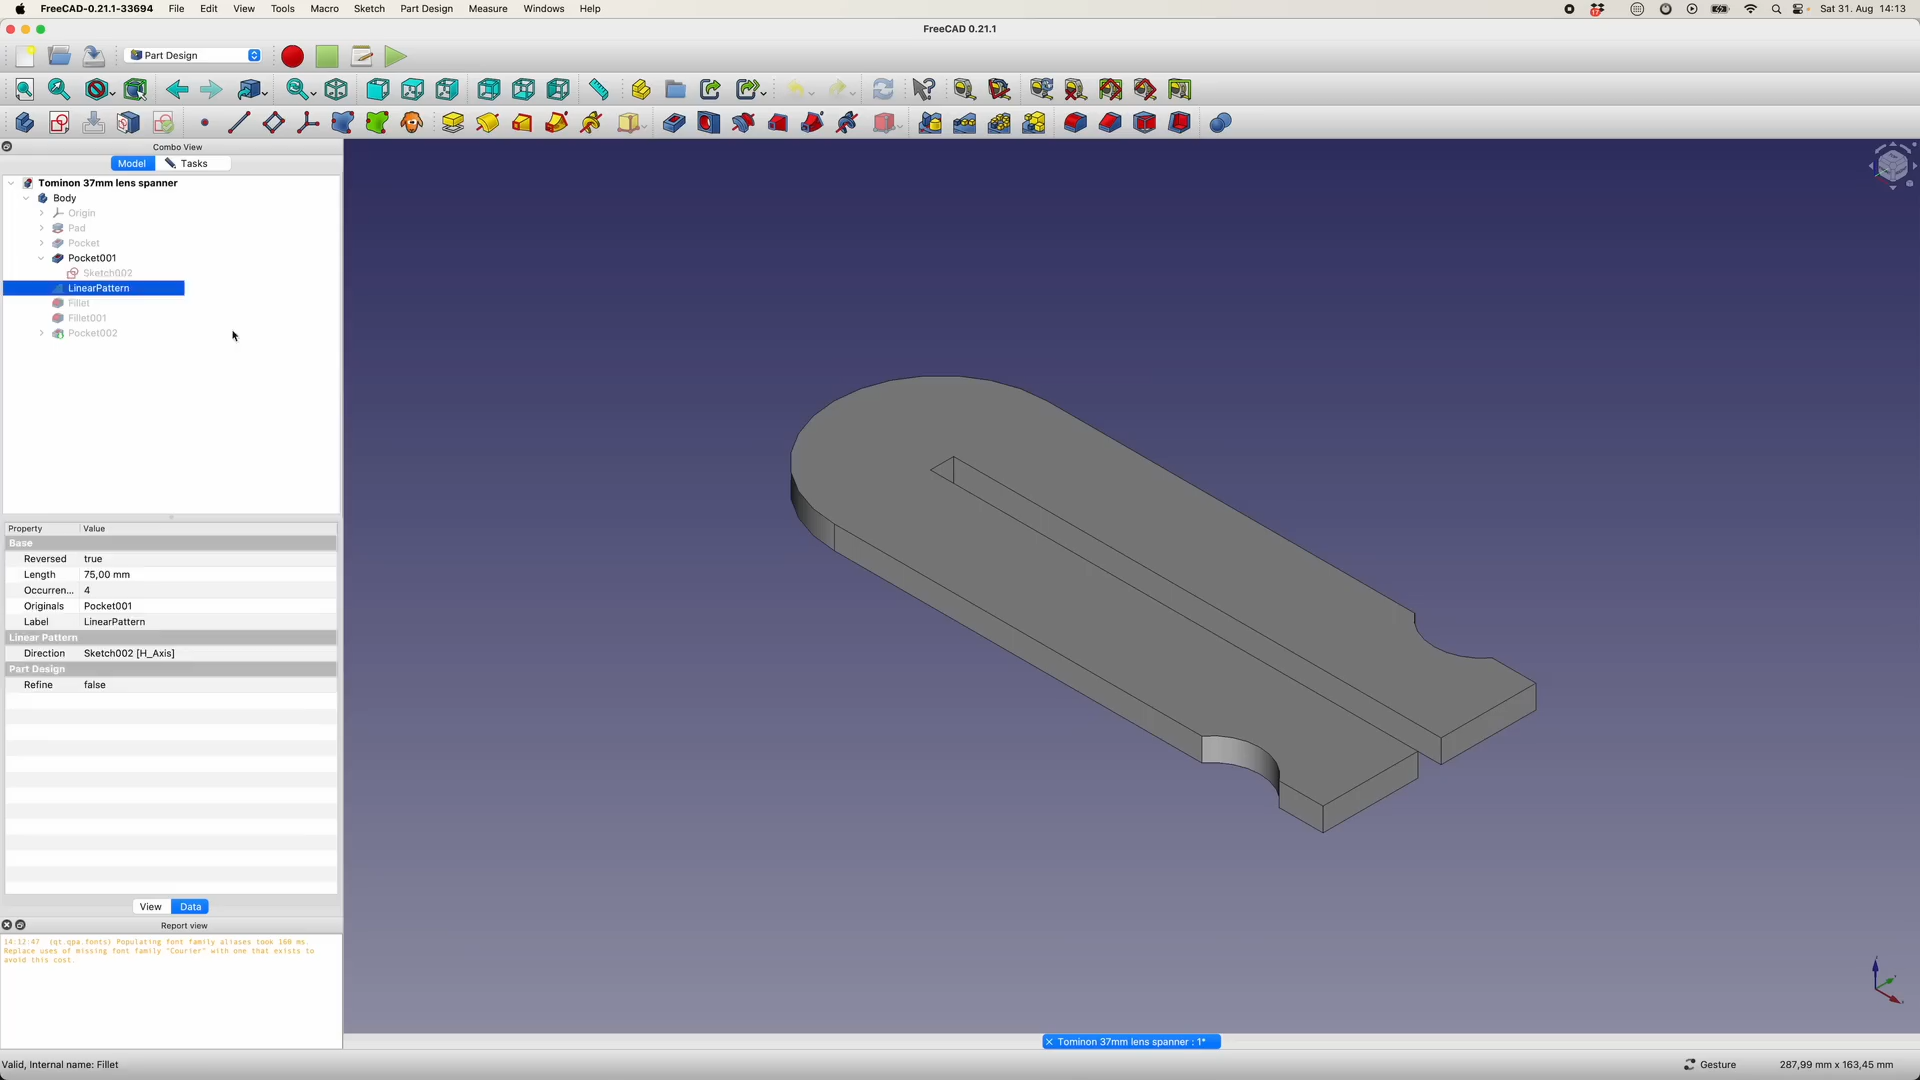 FreeCAD-0.21.1-33694 File Edit View Tools Macro Sketch Part Design Measure Windows Help
17
Sat 31. Aug 14:13
FreeCAD 0.21.1
Part Design
Combo View
Model Tasks
Tominon 37mm lens spanner
Body
Origin
Pad
Pocket
Pocket001
Sketch002
LinearPattern
Fillet
Fillet001
Pocket002
Property Value
Base
Reversed true
Length 75,00 mm
Occurren... 4
Originals Pocket001
Label LinearPattern
Linear Pattern
Direction Sketch002 [H_Axis]
Part Design
Refine false
View Data
Report view
14:12:47 (qt.qpa.fonts) Populating font family aliases took 160 ms.
Replace uses of missing font family "Courier" with one that exists to
avoid this cost.
Tominon 37mm lens spanner : 1*
Valid, Internal name: Fillet
Gesture
287,99 mm x 163,45 mm